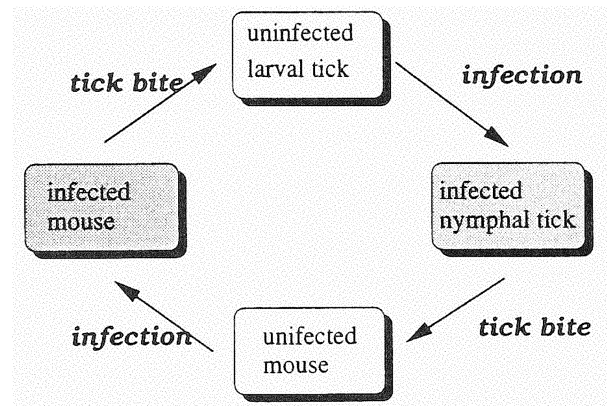 uninfected
larval tick
tick bite
infection
infected
mouse
infected
nymphal tick
infection
unifected
mouse
tick bite